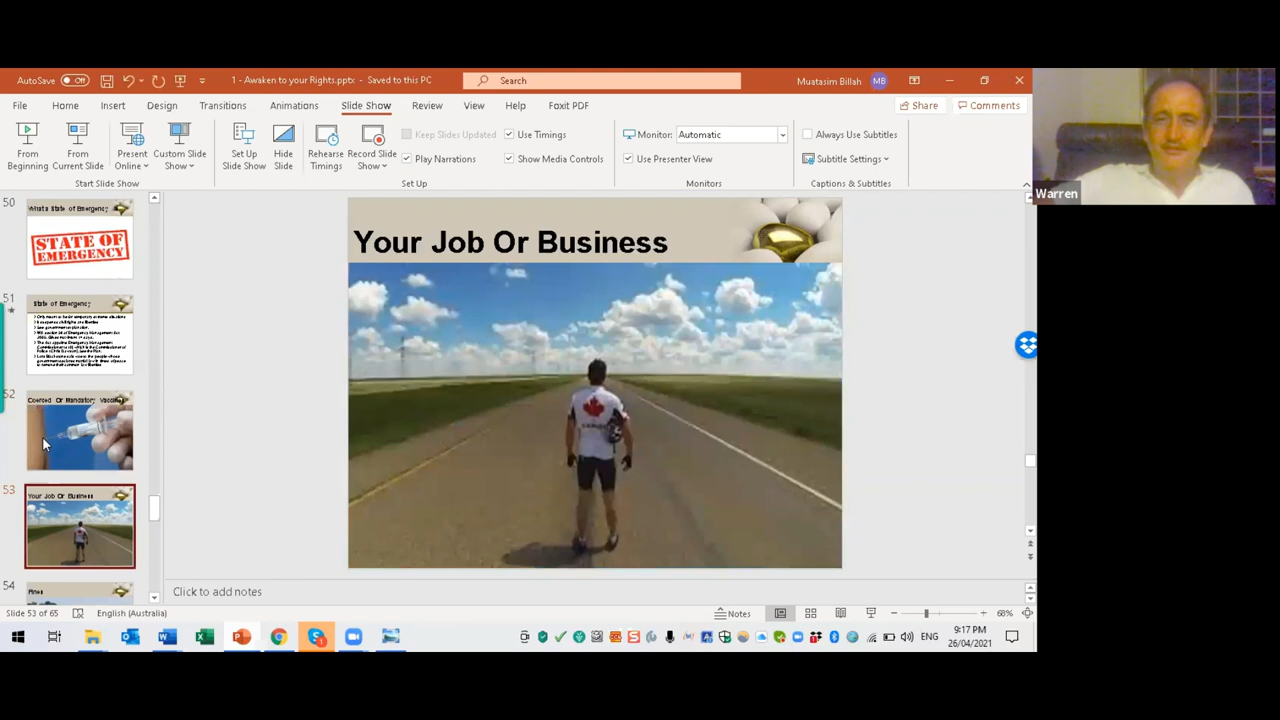 AutoSave Off 1 - Awaken to your Rights.pptx - Saved to this PC Search Muatasim Billah MB
File Home Insert Design Transitions Animations Slide Show Review View Help Foxit PDF Share Comments
From Beginning
From Current Slide
Present Online
Custom Slide Show
Start Slide Show
Set Up Slide Show
Hide Slide
Rehearse Timings
Record Slide Show
Keep Slides Updated
Play Narrations
Use Timings
Show Media Controls
Set Up
Monitor: Automatic
Use Presenter View
Monitors
Always Use Subtitles
Subtitle Settings
Captions & Subtitles
Warren
50
What's State of Emergency
STATE OF
EMERGENCY
51
State of Emergency
52
Coerced Or Mandatory
53
Your Job Or Business
54
Fines
Your Job Or Business
Click to add notes
Slide 53 of 65 English (Australia) Notes 68%
ENG
9:17 PM
26/04/2021